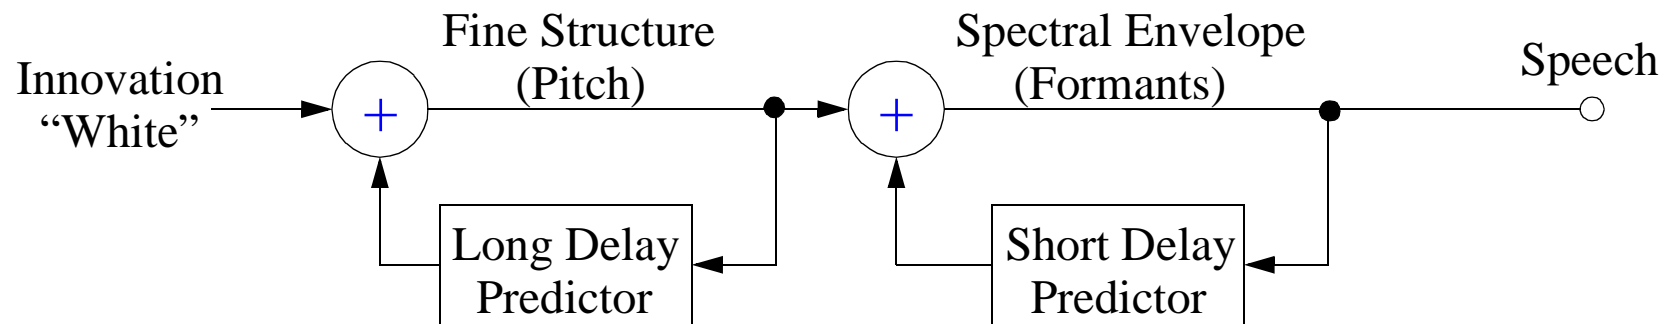 Innovation
“White”
+
Fine Structure
(Pitch)
+
Spectral Envelope
(Formants)
Speech
Long Delay
Predictor
Short Delay
Predictor